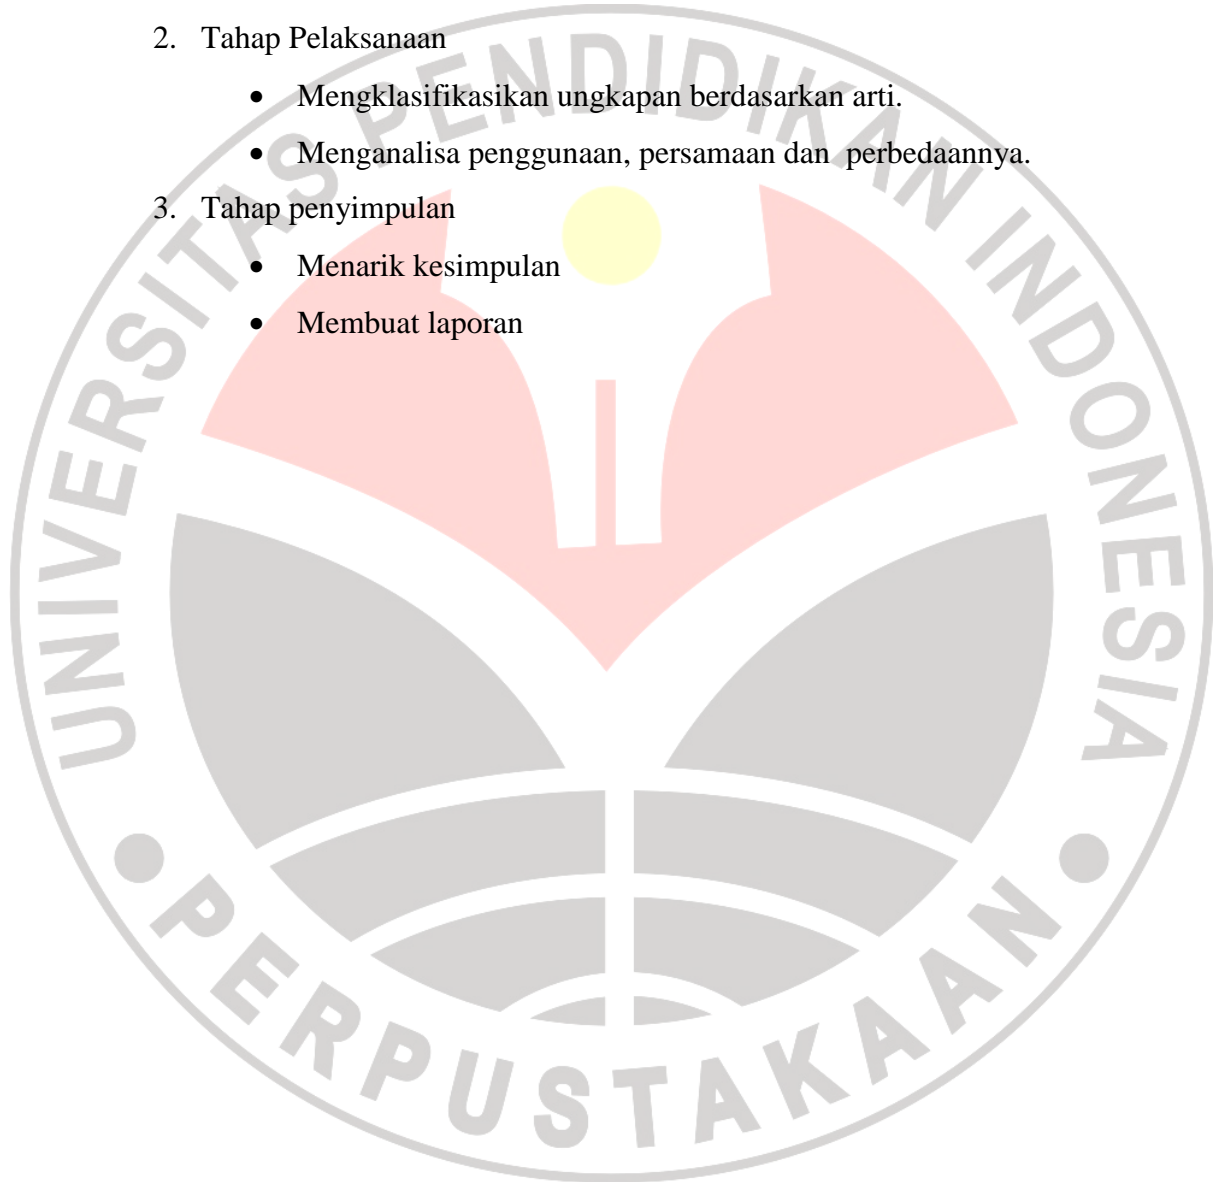 2. Tahap Pelaksanaan
• Mengklasifikasikan ungkapan berdasarkan arti.
• Menganalisa penggunaan, persamaan dan perbedaannya.
3. Tahap penyimpulan
• Menarik kesimpulan
• Membuat laporan
UNIVERSITAS PENDIDIKAN INDONESIA
PERPUSTAKAAN